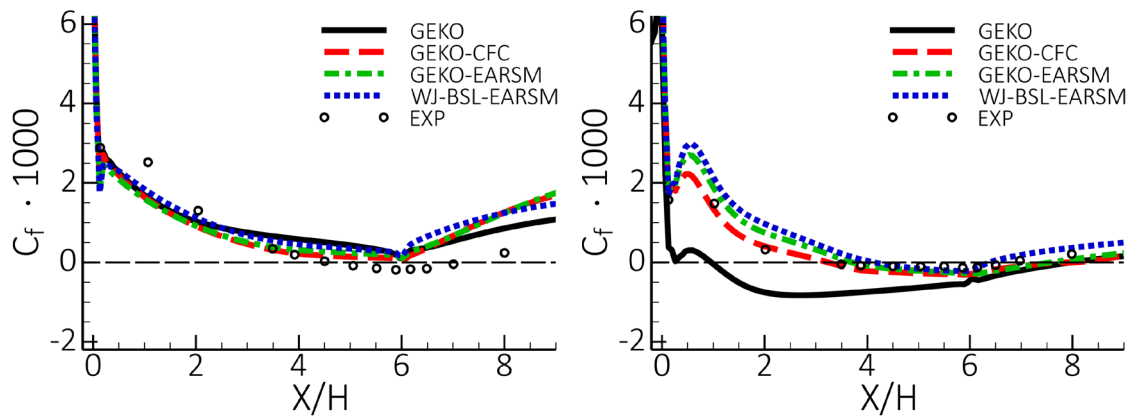 6
4
2
0
-2
C_f · 1000
GEKO
GEKO-CFC
GEKO-EARSM
WJ-BSL-EARSM
EXP
0
2
4
6
8
X/H
6
4
2
0
-2
C_f · 1000
GEKO
GEKO-CFC
GEKO-EARSM
WJ-BSL-EARSM
EXP
0
2
4
6
8
X/H